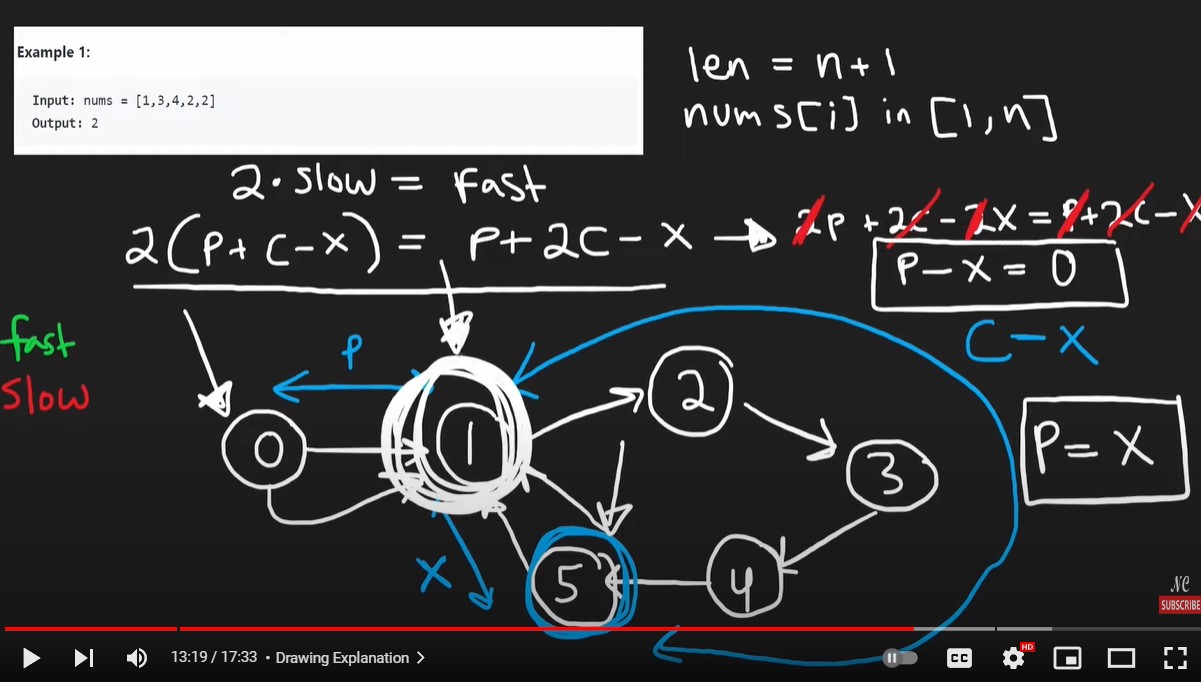 Example 1:
Input: nums = [1,3,4,2,2]
Output: 2
len = n+1
nums[i] in [1,n]
2·slow = fast
2(P+C-X) = P+2C-X → 2P+2C-2X=P+2C-X
P-X=0
fast
slow
P
C-X
0
1
2
3
4
5
P=X
X
NC
SUBSCRIBE
13:19 / 17:33 • Drawing Explanation >
CC
HD